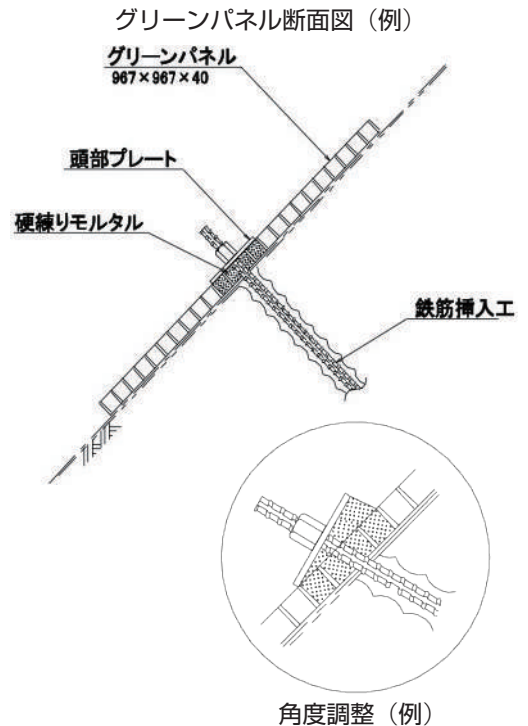 グリーンパネル断面図（例）
グリーンパネル
967×967×40
頭部プレート
硬練りモルタル
鉄筋挿入工
角度調整（例）